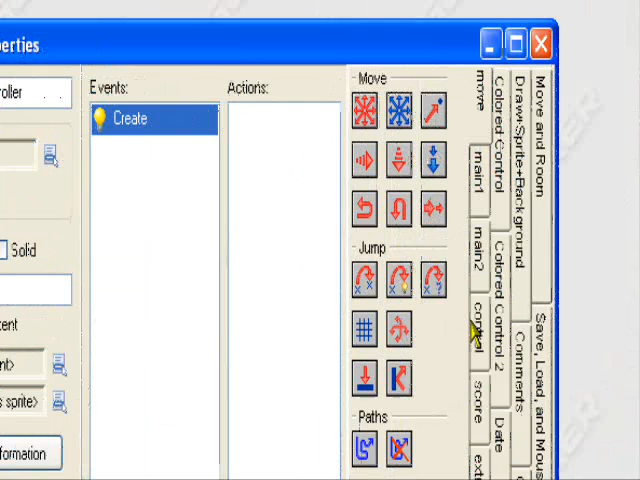 perties
roller
Events:
Actions:
Create
Solid
Move
Jump
Paths
move
main1
main2
control
score
Colored Control
Colored Control 2
Date
Draw+Sprite+Background
Comments
Move and Room
Save, Load, and Mous
ent
nt>
s sprite>
formation
ext